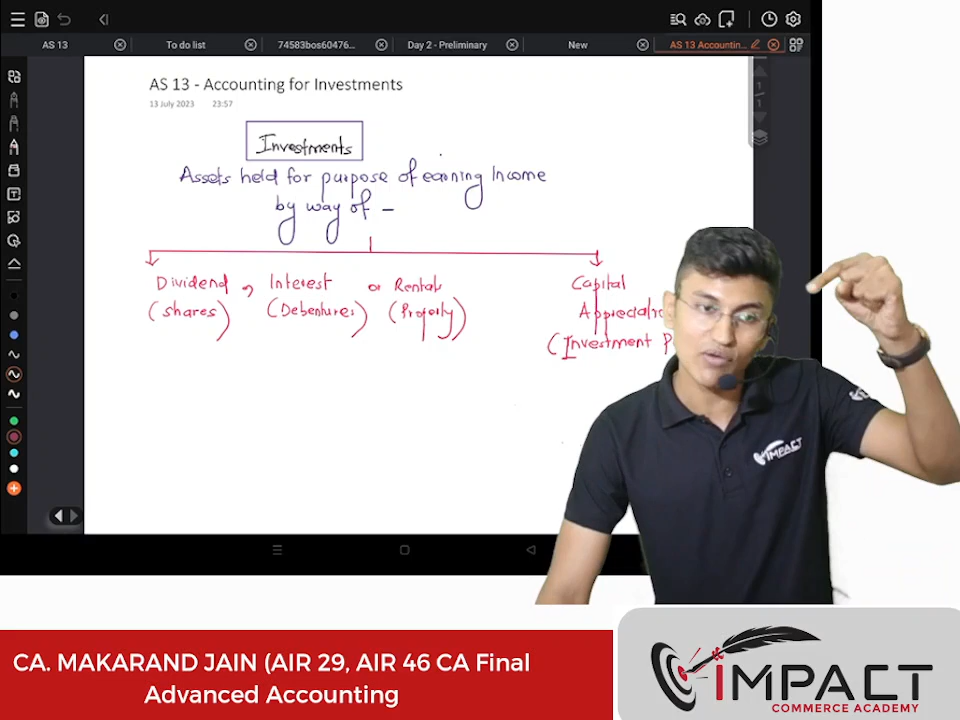 AS 13
To do list
74583bos60476...
Day 2 - Preliminary
New
AS 13 Accountin...
AS 13 - Accounting for Investments
13 July 2023 23:57
Investments
Assets held for purpose of earning Income
by way of -
Dividend, Interest or Rental Capital
(Shares) (Debentures) (Property) Appreciatio
(Investment P
1
1
IMPACT
CA. MAKARAND JAIN (AIR 29, AIR 46 CA Final
Advanced Accounting
IMPACT
COMMERCE ACADEMY